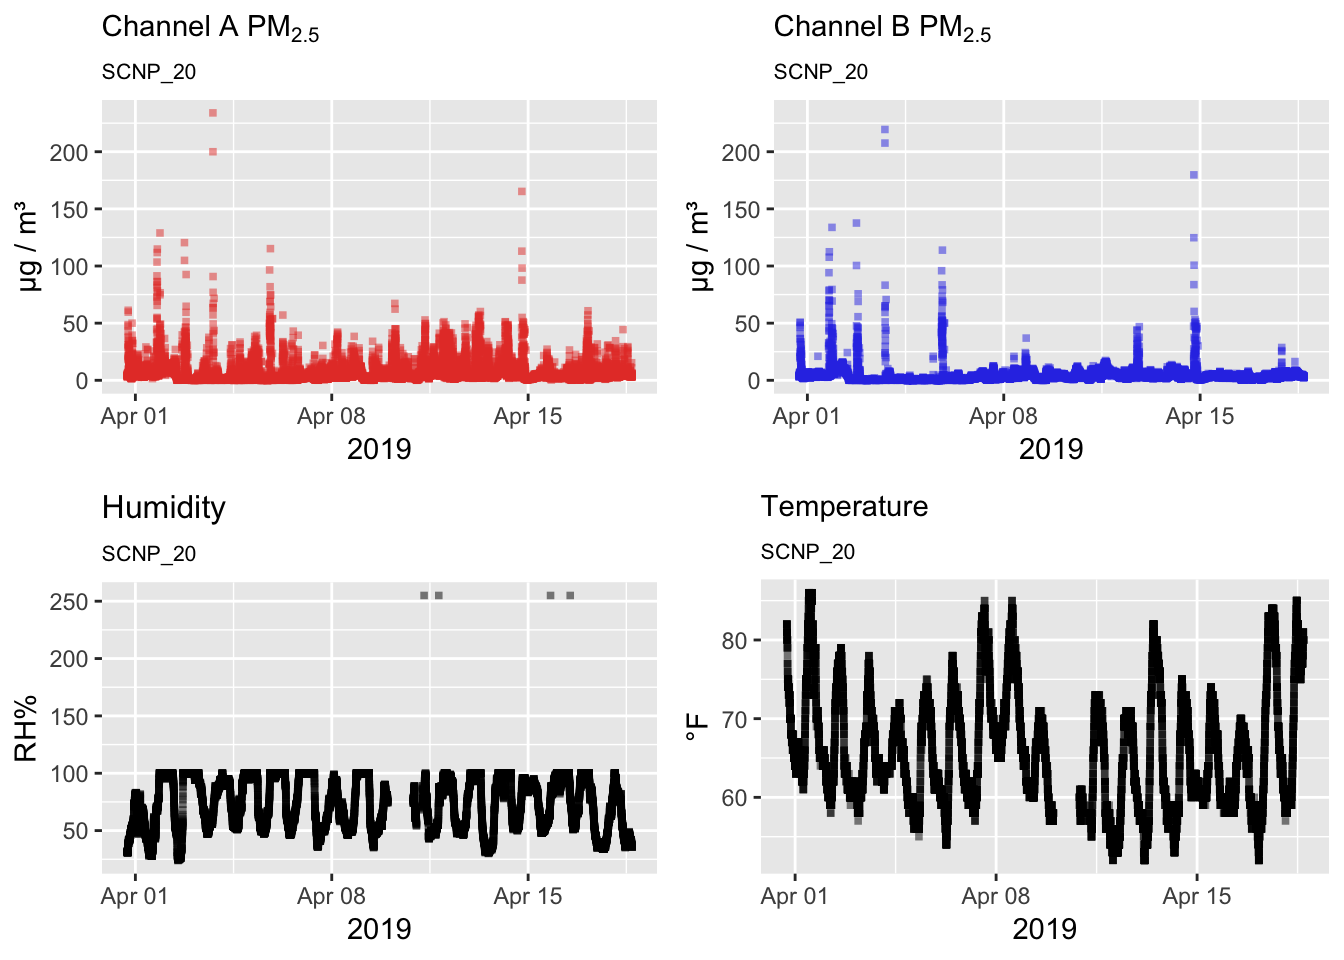 Channel A PM2.5
SCNP_20
200
150
100
50
0
µg / m³
Apr 01 Apr 08 Apr 15
2019
Channel B PM2.5
SCNP_20
200
150
100
50
0
µg / m³
Apr 01 Apr 08 Apr 15
2019
Humidity
SCNP_20
250
200
150
100
50
RH%
Apr 01 Apr 08 Apr 15
2019
Temperature
SCNP_20
80
70
60
°F
Apr 01 Apr 08 Apr 15
2019